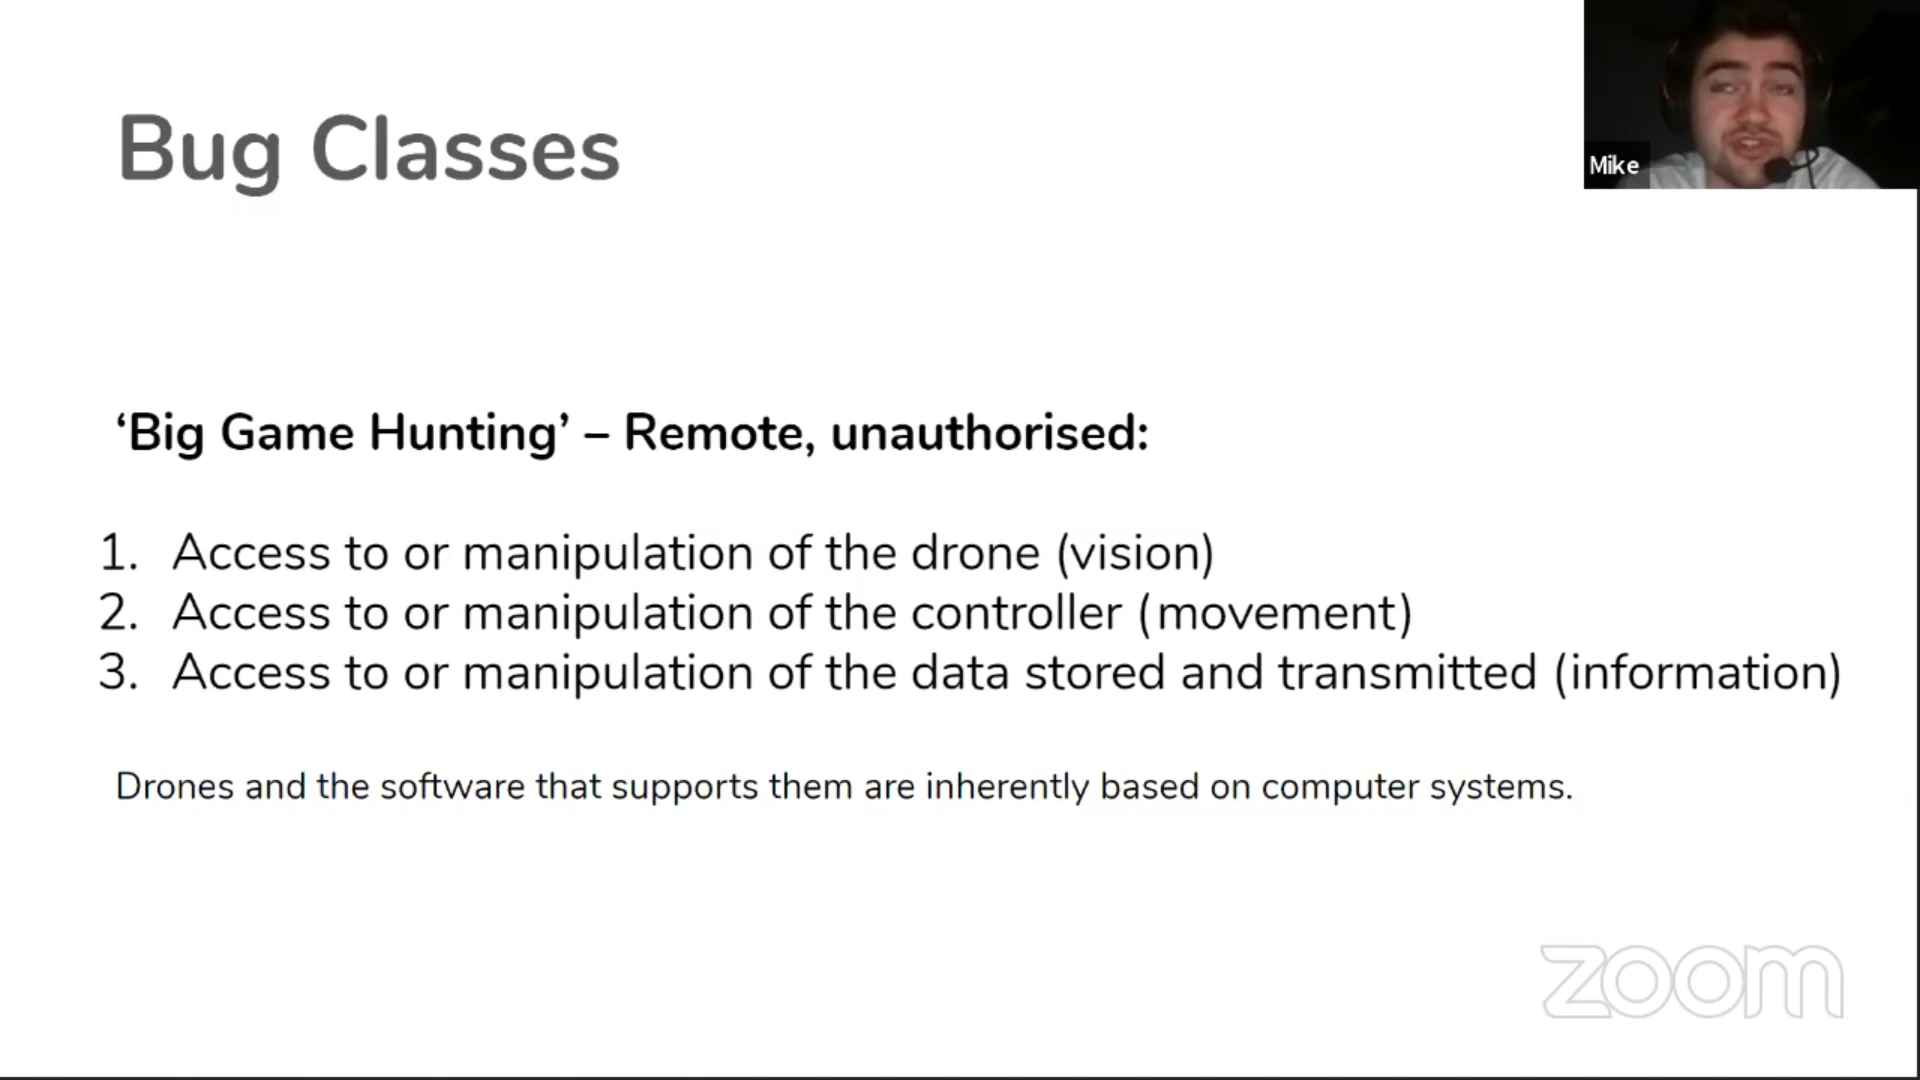 Bug Classes
Mike
‘Big Game Hunting’ – Remote, unauthorised:
1. Access to or manipulation of the drone (vision)
2. Access to or manipulation of the controller (movement)
3. Access to or manipulation of the data stored and transmitted (information)
Drones and the software that supports them are inherently based on computer systems.
zoom